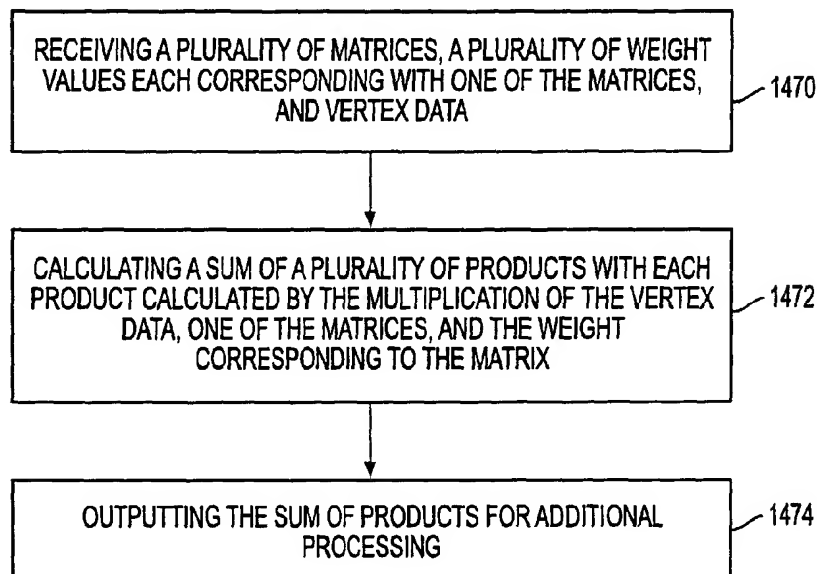 RECEIVING A PLURALITY OF MATRICES, A PLURALITY OF WEIGHT
VALUES EACH CORRESPONDING WITH ONE OF THE MATRICES,
AND VERTEX DATA
1470
CALCULATING A SUM OF A PLURALITY OF PRODUCTS WITH EACH
PRODUCT CALCULATED BY THE MULTIPLICATION OF THE VERTEX
DATA, ONE OF THE MATRICES, AND THE WEIGHT
CORRESPONDING TO THE MATRIX
1472
OUTPUTTING THE SUM OF PRODUCTS FOR ADDITIONAL
PROCESSING
1474